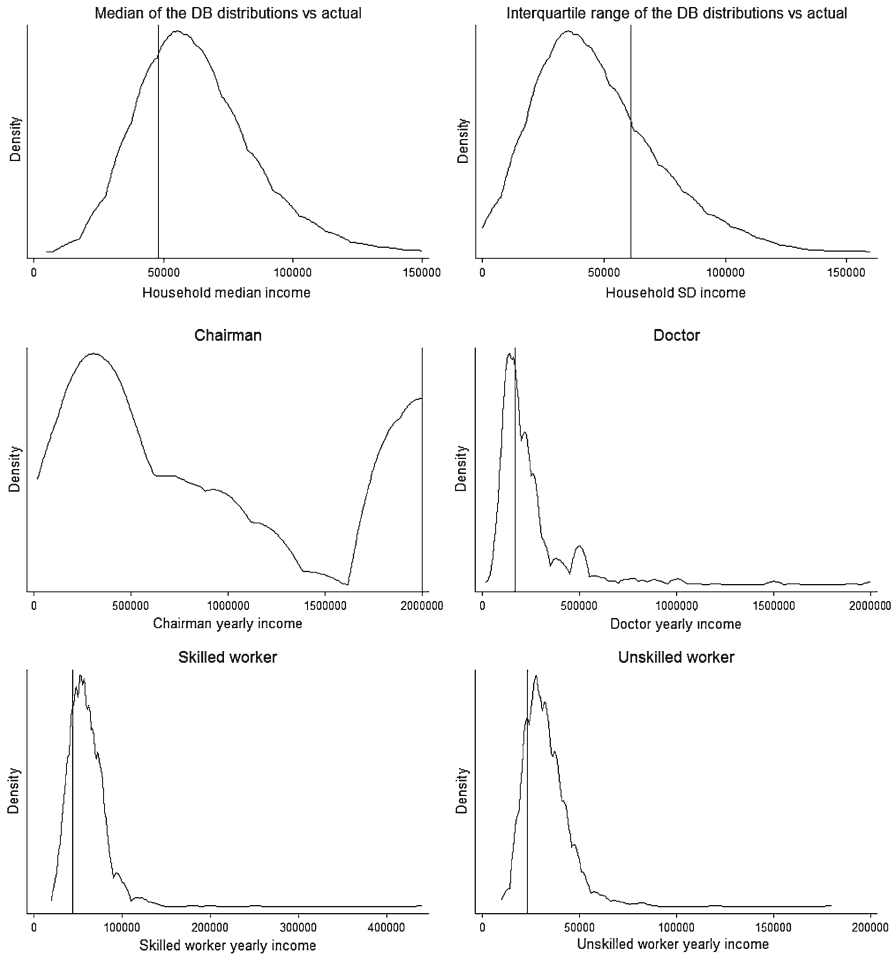 Median of the DB distributions vs actual
Density
0 50000 100000 150000
Household median income
Interquartile range of the DB distributions vs actual
Density
0 50000 100000 150000
Household SD income
Chairman
Density
0 500000 1000000 1500000 2000000
Chairman yearly income
Doctor
Density
0 500000 1000000 1500000 2000000
Doctor yearly income
Skilled worker
Density
0 100000 200000 300000 400000
Skilled worker yearly income
Unskilled worker
Density
0 50000 100000 150000 200000
Unskilled worker yearly income